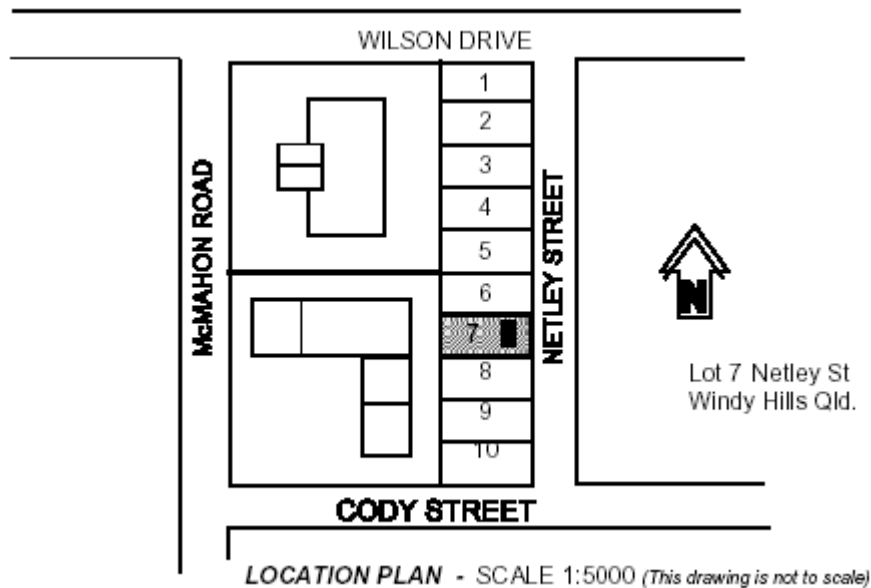 WILSON DRIVE
1
2
3
4
5
6
7
8
9
10
McMAHON ROAD
NETLEY STREET
N
Lot 7 Netley St
Windy Hills Qld.
CODY STREET
LOCATION PLAN - SCALE 1:5000 (This drawing is not to scale)